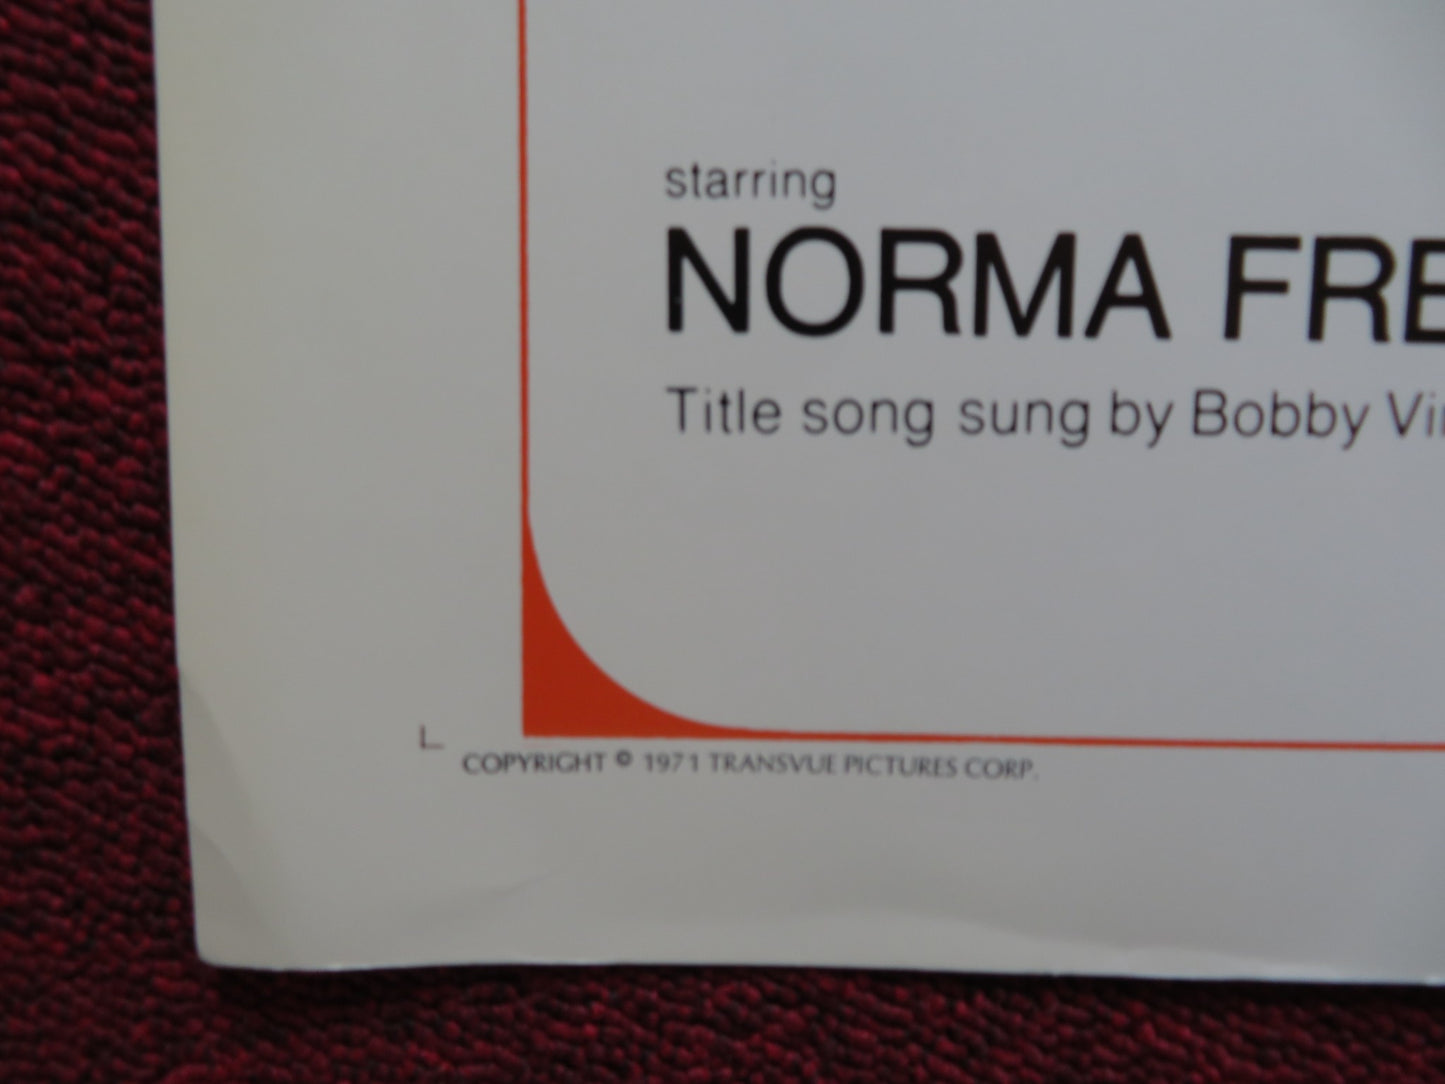 starring
NORMA FRE
Title song sung by Bobby Vi
COPYRIGHT © 1971 TRANSVUE PICTURES CORP.